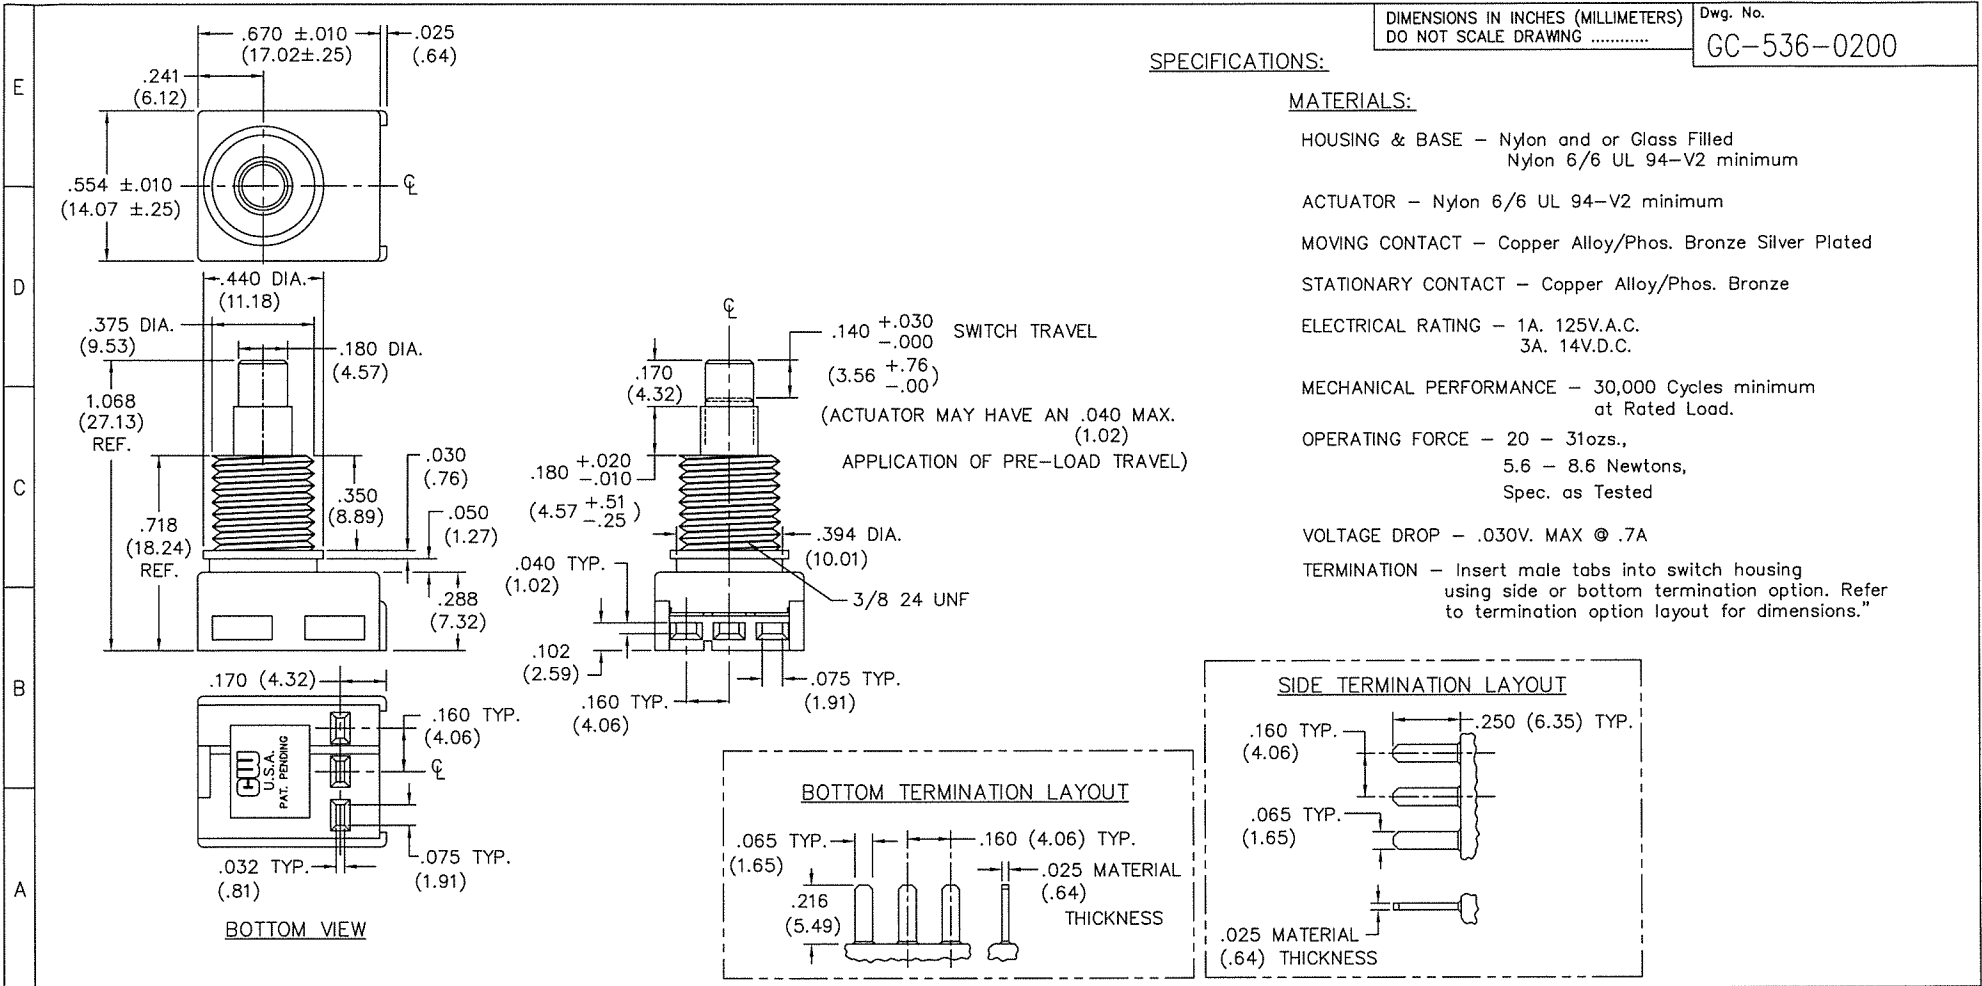 DIMENSIONS IN INCHES (MILLIMETERS)
DO NOT SCALE DRAWING ............
Dwg. No.
GC-536-0200
E
D
C
B
A
.670 ±.010
(17.02±.25)
.025
(.64)
.241
(6.12)
.554 ±.010
(14.07 ±.25)
℄
.440 DIA.
(11.18)
.375 DIA.
(9.53)
.180 DIA.
(4.57)
1.068
(27.13)
REF.
.030
(.76)
.350
(8.89)
.050
(1.27)
.718
(18.24)
REF.
.288
(7.32)
℄
.140 +.030 -.000 SWITCH TRAVEL
(3.56 +.76 -.00)
.170
(4.32)
(ACTUATOR MAY HAVE AN .040 MAX.
(1.02)
APPLICATION OF PRE-LOAD TRAVEL)
.180 +.020 -.010
(4.57 +.51 -.25)
.394 DIA.
(10.01)
.040 TYP.
(1.02)
3/8 24 UNF
.102
(2.59)
.075 TYP.
(1.91)
.160 TYP.
(4.06)
.170 (4.32)
.160 TYP.
(4.06)
℄
U.S.A.
PAT. PENDING
.075 TYP.
(1.91)
.032 TYP.
(.81)
BOTTOM VIEW
SPECIFICATIONS:
MATERIALS:
HOUSING & BASE - Nylon and or Glass Filled
Nylon 6/6 UL 94-V2 minimum
ACTUATOR - Nylon 6/6 UL 94-V2 minimum
MOVING CONTACT - Copper Alloy/Phos. Bronze Silver Plated
STATIONARY CONTACT - Copper Alloy/Phos. Bronze
ELECTRICAL RATING - 1A. 125V.A.C.
3A. 14V.D.C.
MECHANICAL PERFORMANCE - 30,000 Cycles minimum
at Rated Load.
OPERATING FORCE - 20 - 31ozs.,
5.6 - 8.6 Newtons,
Spec. as Tested
VOLTAGE DROP - .030V. MAX @ .7A
TERMINATION - Insert male tabs into switch housing
using side or bottom termination option. Refer
to termination option layout for dimensions."
BOTTOM TERMINATION LAYOUT
.065 TYP.
(1.65)
.160 (4.06) TYP.
.025 MATERIAL
(.64)
THICKNESS
.216
(5.49)
SIDE TERMINATION LAYOUT
.250 (6.35) TYP.
.160 TYP.
(4.06)
.065 TYP.
(1.65)
.025 MATERIAL
(.64) THICKNESS